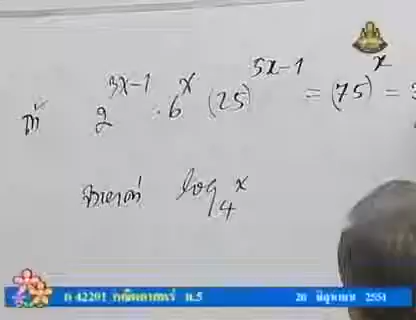 ถ้า 2^{3x-1} · 6^x (25)^{5x-1} = (75)^x =
จงหาค่า log_4 x
ค 42201 คณิตศาสตร์ ม.5
20 มิถุนายน 2551